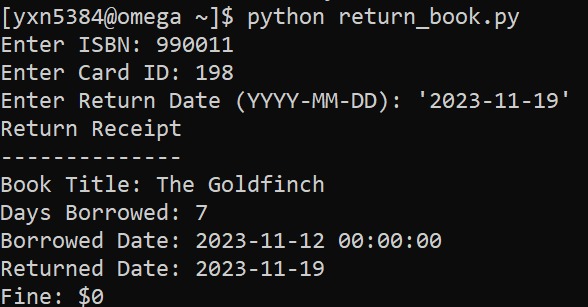 [yxn5384@omega ~]$ python return_book.py
Enter ISBN: 990011
Enter Card ID: 198
Enter Return Date (YYYY-MM-DD): '2023-11-19'
Return Receipt
--------------
Book Title: The Goldfinch
Days Borrowed: 7
Borrowed Date: 2023-11-12 00:00:00
Returned Date: 2023-11-19
Fine: $0